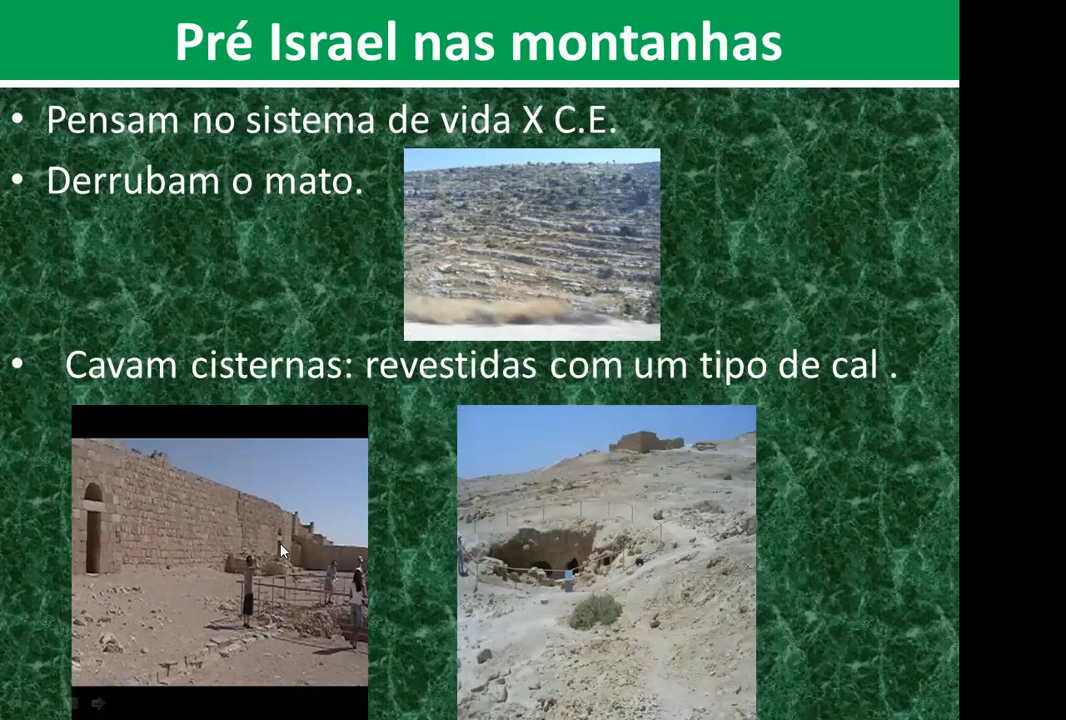 Pré Israel nas montanhas
• Pensam no sistema de vida X C.E.
• Derrubam o mato.
• Cavam cisternas: revestidas com um tipo de cal .